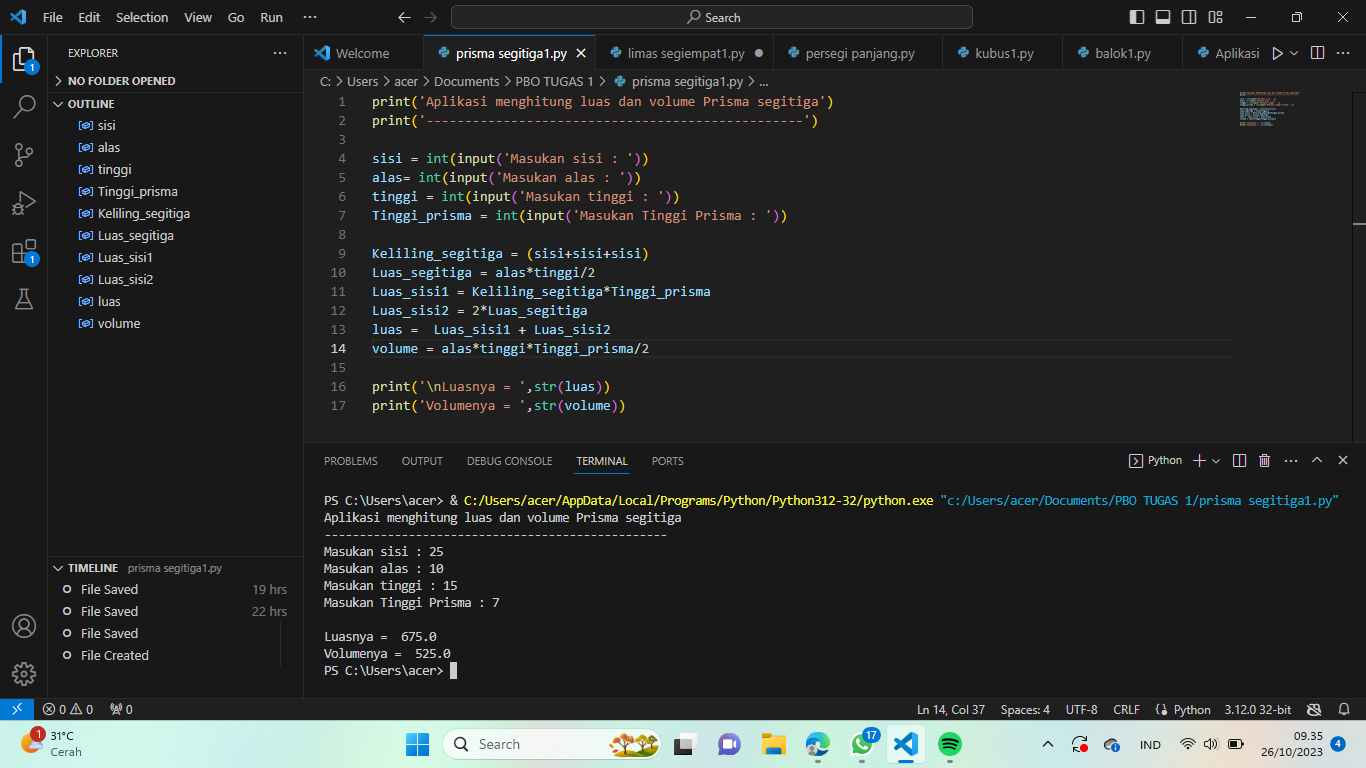 File Edit Selection View Go Run ··· Search
EXPLORER ···
NO FOLDER OPENED
OUTLINE
sisi
alas
tinggi
Tinggi_prisma
Keliling_segitiga
Luas_segitiga
Luas_sisi1
Luas_sisi2
luas
volume
TIMELINE prisma segitiga1.py
File Saved 19 hrs
File Saved 22 hrs
File Saved
File Created
1
1
Welcome prisma segitiga1.py limas segiempat1.py persegi panjang.py kubus1.py balok1.py Aplikasi ···
C: > Users > acer > Documents > PBO TUGAS 1 > prisma segitiga1.py > ...
1 print('Aplikasi menghitung luas dan volume Prisma segitiga')
2 print('-------------------------------------------------')
3
4 sisi = int(input('Masukan sisi : '))
5 alas= int(input('Masukan alas : '))
6 tinggi = int(input('Masukan tinggi : '))
7 Tinggi_prisma = int(input('Masukan Tinggi Prisma : '))
8
9 Keliling_segitiga = (sisi+sisi+sisi)
10 Luas_segitiga = alas*tinggi/2
11 Luas_sisi1 = Keliling_segitiga*Tinggi_prisma
12 Luas_sisi2 = 2*Luas_segitiga
13 luas =  Luas_sisi1 + Luas_sisi2
14 volume = alas*tinggi*Tinggi_prisma/2
15
16 print('\nLuasnya = ',str(luas))
17 print('Volumenya = ',str(volume))
PROBLEMS OUTPUT DEBUG CONSOLE TERMINAL PORTS Python ···
PS C:\Users\acer> & C:/Users/acer/AppData/Local/Programs/Python/Python312-32/python.exe "c:/Users/acer/Documents/PBO TUGAS 1/prisma segitiga1.py"
Aplikasi menghitung luas dan volume Prisma segitiga
-------------------------------------------------
Masukan sisi : 25
Masukan alas : 10
Masukan tinggi : 15
Masukan Tinggi Prisma : 7
Luasnya =  675.0
Volumenya =  525.0
PS C:\Users\acer>
0 0 0 Ln 14, Col 37 Spaces: 4 UTF-8 CRLF Python 3.12.0 32-bit
1 31°C
Cerah
Search
17
IND
09.35
26/10/2023
4